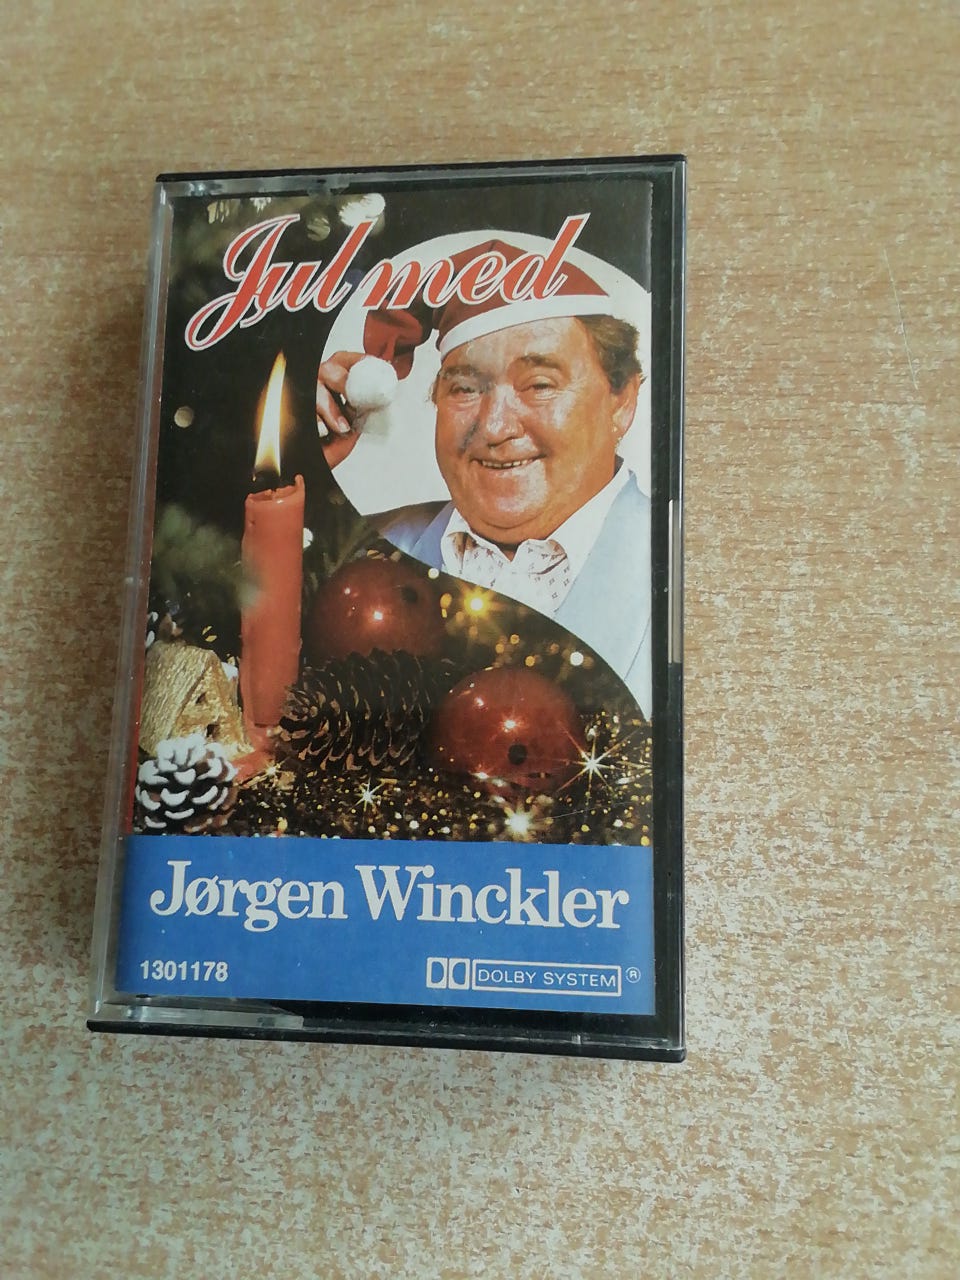 Jul med
Jørgen Winckler
1301178
DOLBY SYSTEM ®